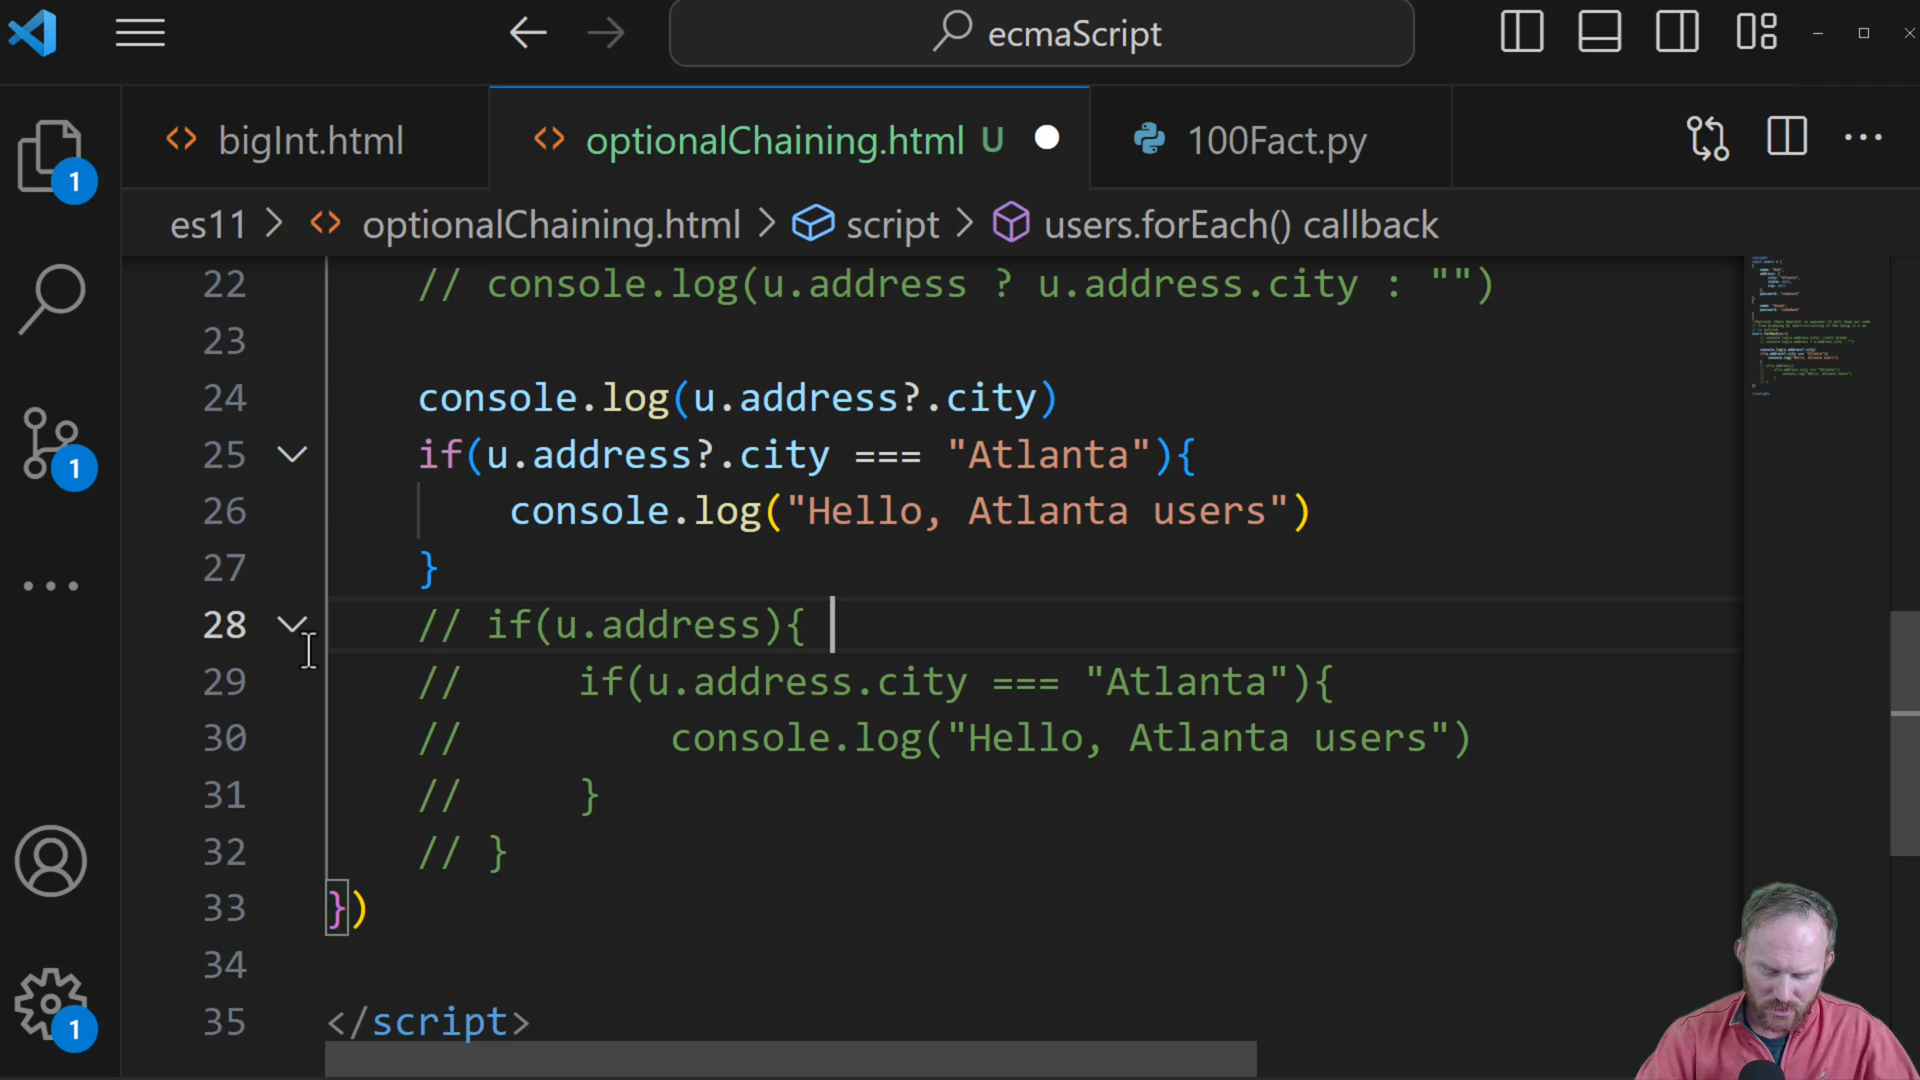 ecmaScript
bigInt.html
optionalChaining.html U
100Fact.py
es11 > optionalChaining.html > script > users.forEach() callback
1
1
1
22 // console.log(u.address ? u.address.city : "")
23
24 console.log(u.address?.city)
25 if(u.address?.city === "Atlanta"){
26 console.log("Hello, Atlanta users")
27 }
28 // if(u.address){
29 // if(u.address.city === "Atlanta"){
30 // console.log("Hello, Atlanta users")
31 // }
32 // }
33 })
34
35 </script>